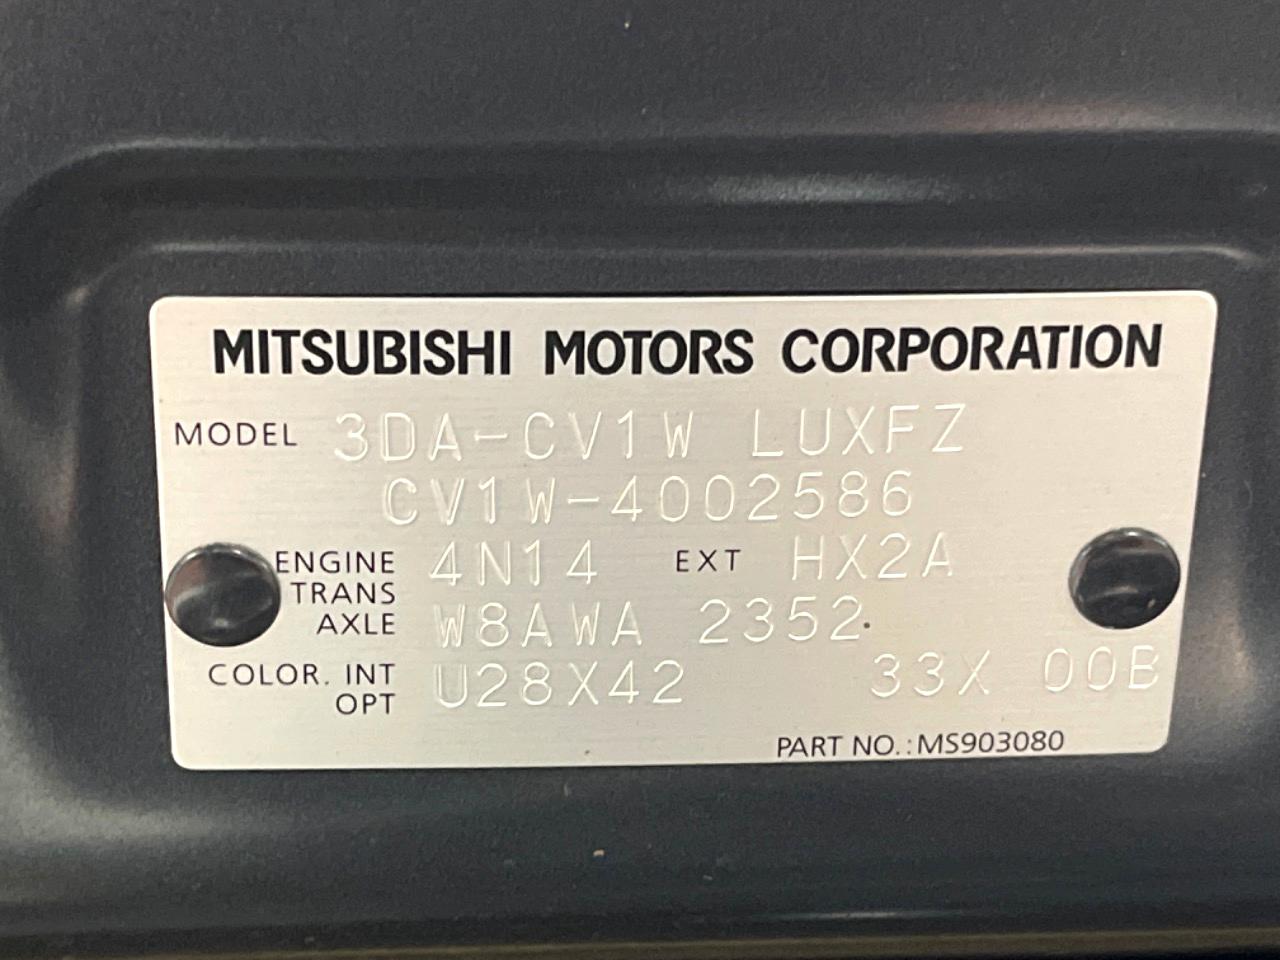 MITSUBISHI MOTORS CORPORATION
MODEL 3DA-CV1W LUXFZ
CV1W-4002586
ENGINE 4N14 EXT HX2A
TRANS
AXLE W8AWA 2352
COLOR. INT U28X42 33X 00B
OPT
PART NO.:MS903080